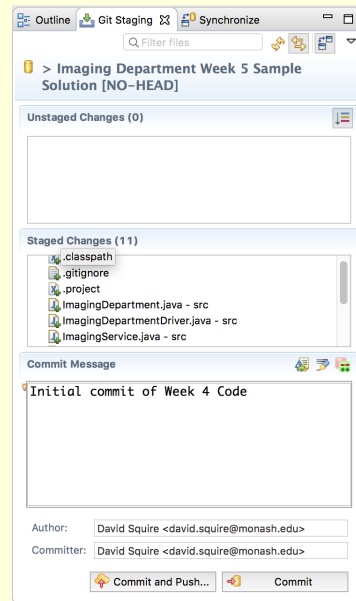 Outline Git Staging Synchronize
Filter files
> Imaging Department Week 5 Sample
Solution [NO-HEAD]
Unstaged Changes (0)
Staged Changes (11)
.classpath
.gitignore
.project
ImagingDepartment.java - src
ImagingDepartmentDriver.java - src
ImagingService.java - src
Commit Message
Initial commit of Week 4 Code
Author: David Squire <david.squire@monash.edu>
Committer: David Squire <david.squire@monash.edu>
Commit and Push... Commit